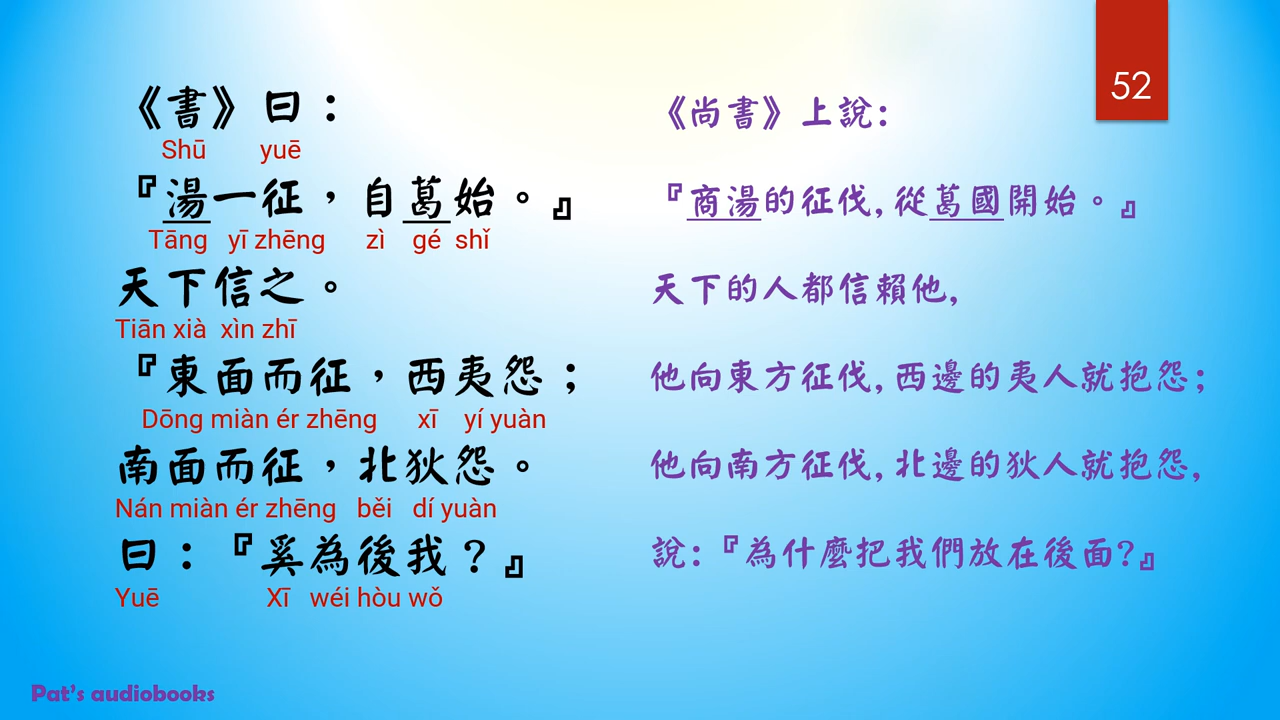 52
《書》曰：
Shū yuē
『湯一征，自葛始。』
Tāng yī zhēng zì gé shǐ
天下信之。
Tiān xià xìn zhī
『東面而征，西夷怨；
Dōng miàn ér zhēng xī yí yuàn
南面而征，北狄怨。
Nán miàn ér zhēng běi dí yuàn
曰：『奚為後我？』
Yuē Xī wéi hòu wǒ
《尚書》上說：
『商湯的征伐，從葛國開始。』
天下的人都信賴他，
他向東方征伐，西邊的夷人就抱怨；
他向南方征伐，北邊的狄人就抱怨，
說：『為什麼把我們放在後面？』
Pat's audiobooks